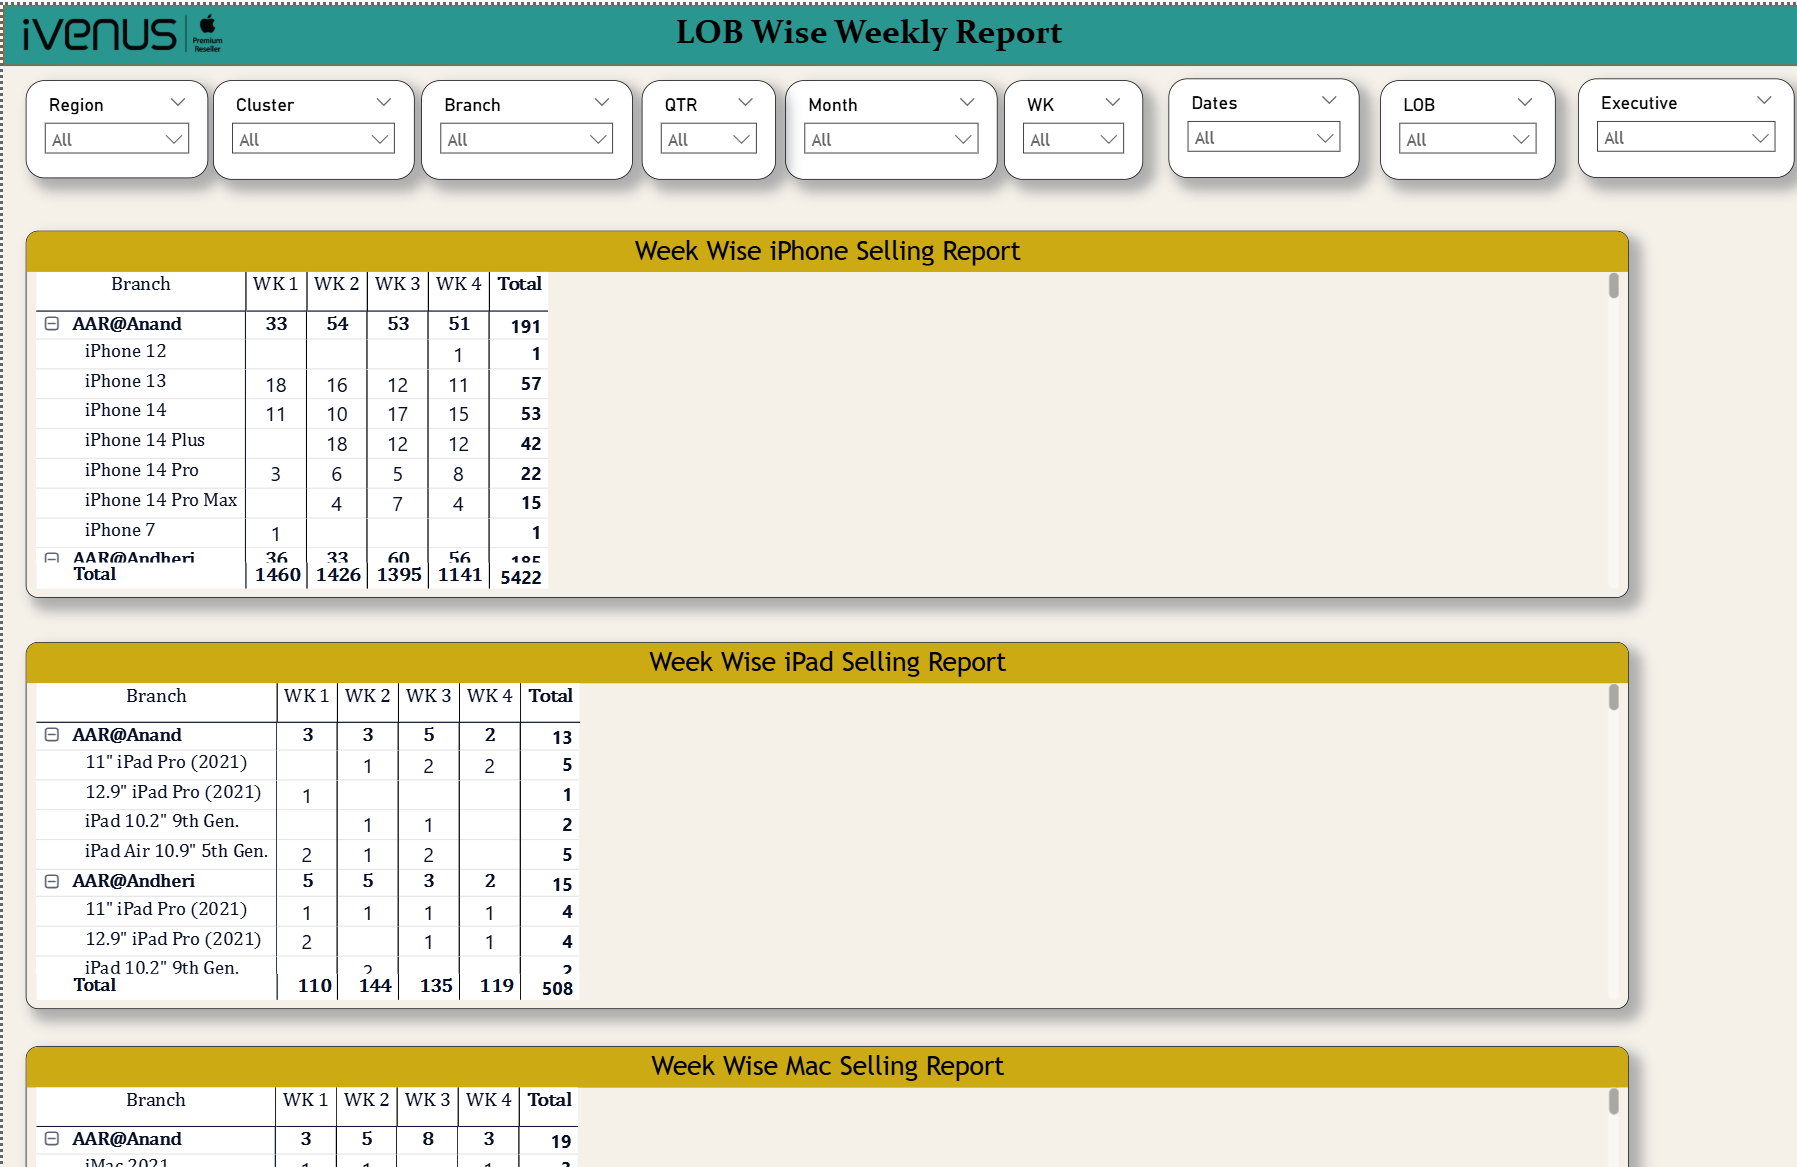 iVENUS Premium Reseller
LOB Wise Weekly Report
Region Cluster Branch QTR Month WK Dates LOB Executive
All All All All All All All All All
Week Wise iPhone Selling Report
Branch WK 1 WK 2 WK 3 WK 4 Total
AAR@Anand 33 54 53 51 191
iPhone 12 1 1
iPhone 13 18 16 12 11 57
iPhone 14 11 10 17 15 53
iPhone 14 Plus 18 12 12 42
iPhone 14 Pro 3 6 5 8 22
iPhone 14 Pro Max 4 7 4 15
iPhone 7 1 1
AAR@Andheri 36 33 60 56 185
Total 1460 1426 1395 1141 5422
Week Wise iPad Selling Report
Branch WK 1 WK 2 WK 3 WK 4 Total
AAR@Anand 3 3 5 2 13
11" iPad Pro (2021) 1 2 2 5
12.9" iPad Pro (2021) 1 1
iPad 10.2" 9th Gen. 1 1 2
iPad Air 10.9" 5th Gen. 2 1 2 5
AAR@Andheri 5 5 3 2 15
11" iPad Pro (2021) 1 1 1 1 4
12.9" iPad Pro (2021) 2 1 1 4
iPad 10.2" 9th Gen. 2 2
Total 110 144 135 119 508
Week Wise Mac Selling Report
Branch WK 1 WK 2 WK 3 WK 4 Total
AAR@Anand 3 5 8 3 19
iMac 2021 1 1 1 3